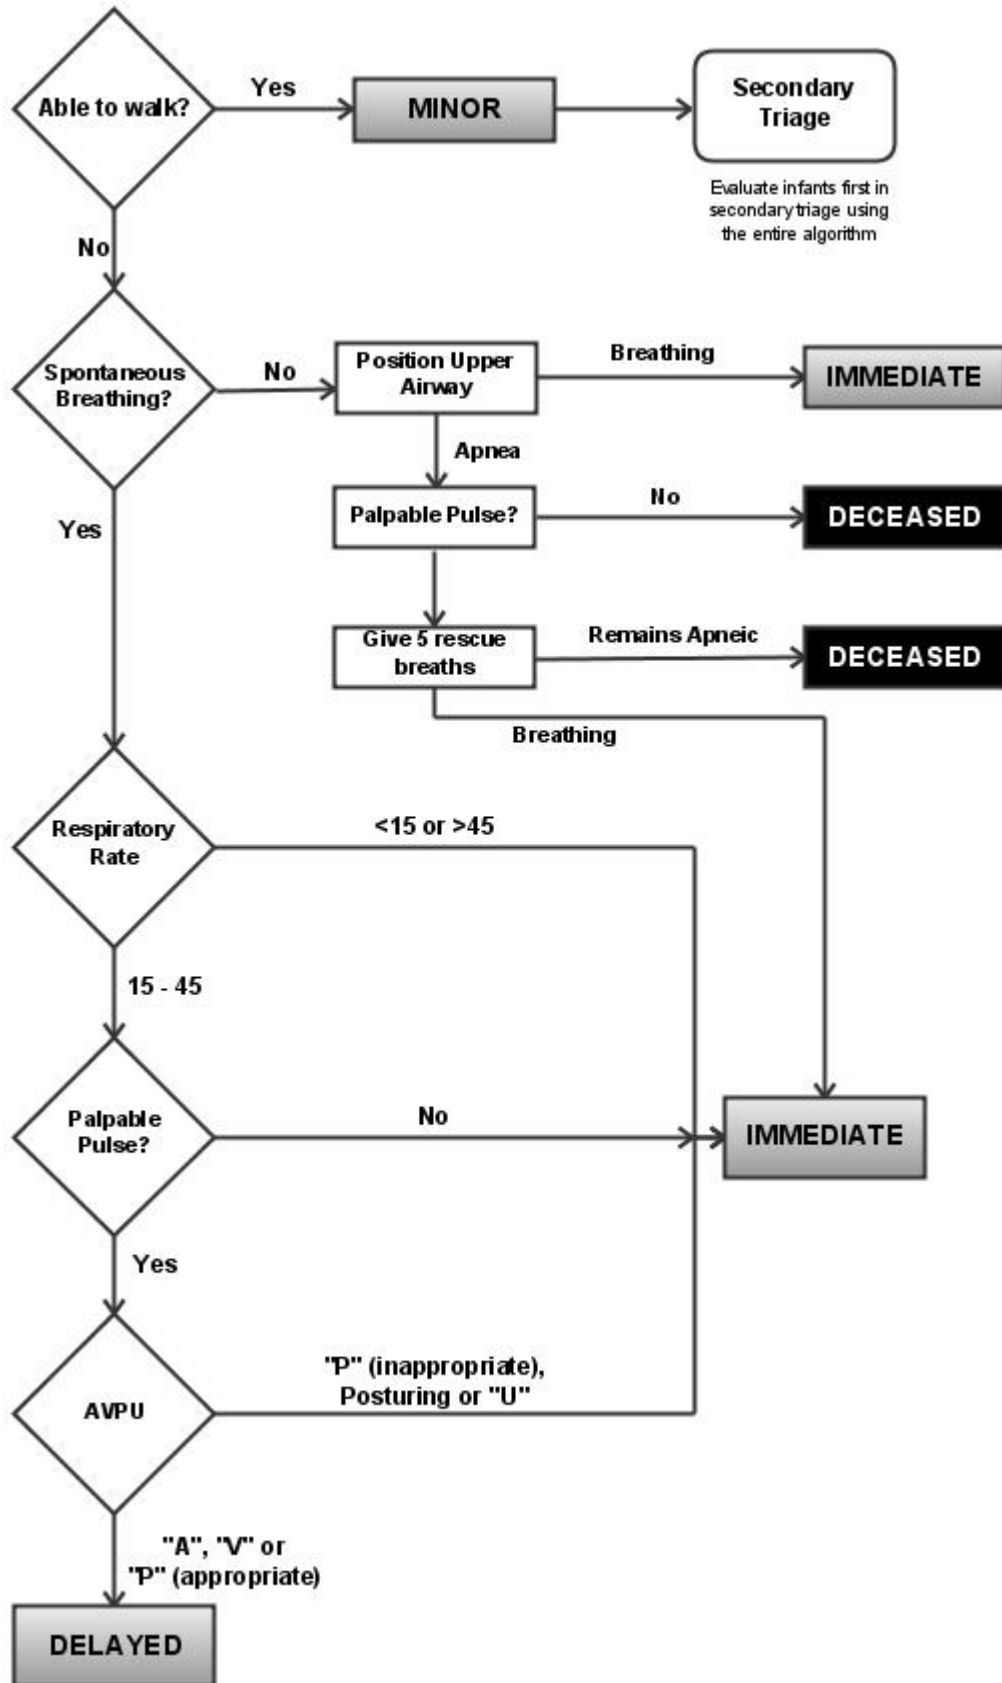 Able to walk?
Yes
MINOR
Secondary
Triage
Evaluate infants first in
secondary triage using
the entire algorithm
No
Spontaneous
Breathing?
No
Position Upper
Airway
Breathing
IMMEDIATE
Apnea
Yes
Palpable Pulse?
No
DECEASED
Give 5 rescue
breaths
Remains Apneic
DECEASED
Breathing
Respiratory
Rate
<15 or >45
15 - 45
Palpable
Pulse?
No
IMMEDIATE
Yes
AVPU
"P" (inappropriate),
Posturing or "U"
"A", "V" or
"P" (appropriate)
DELAYED